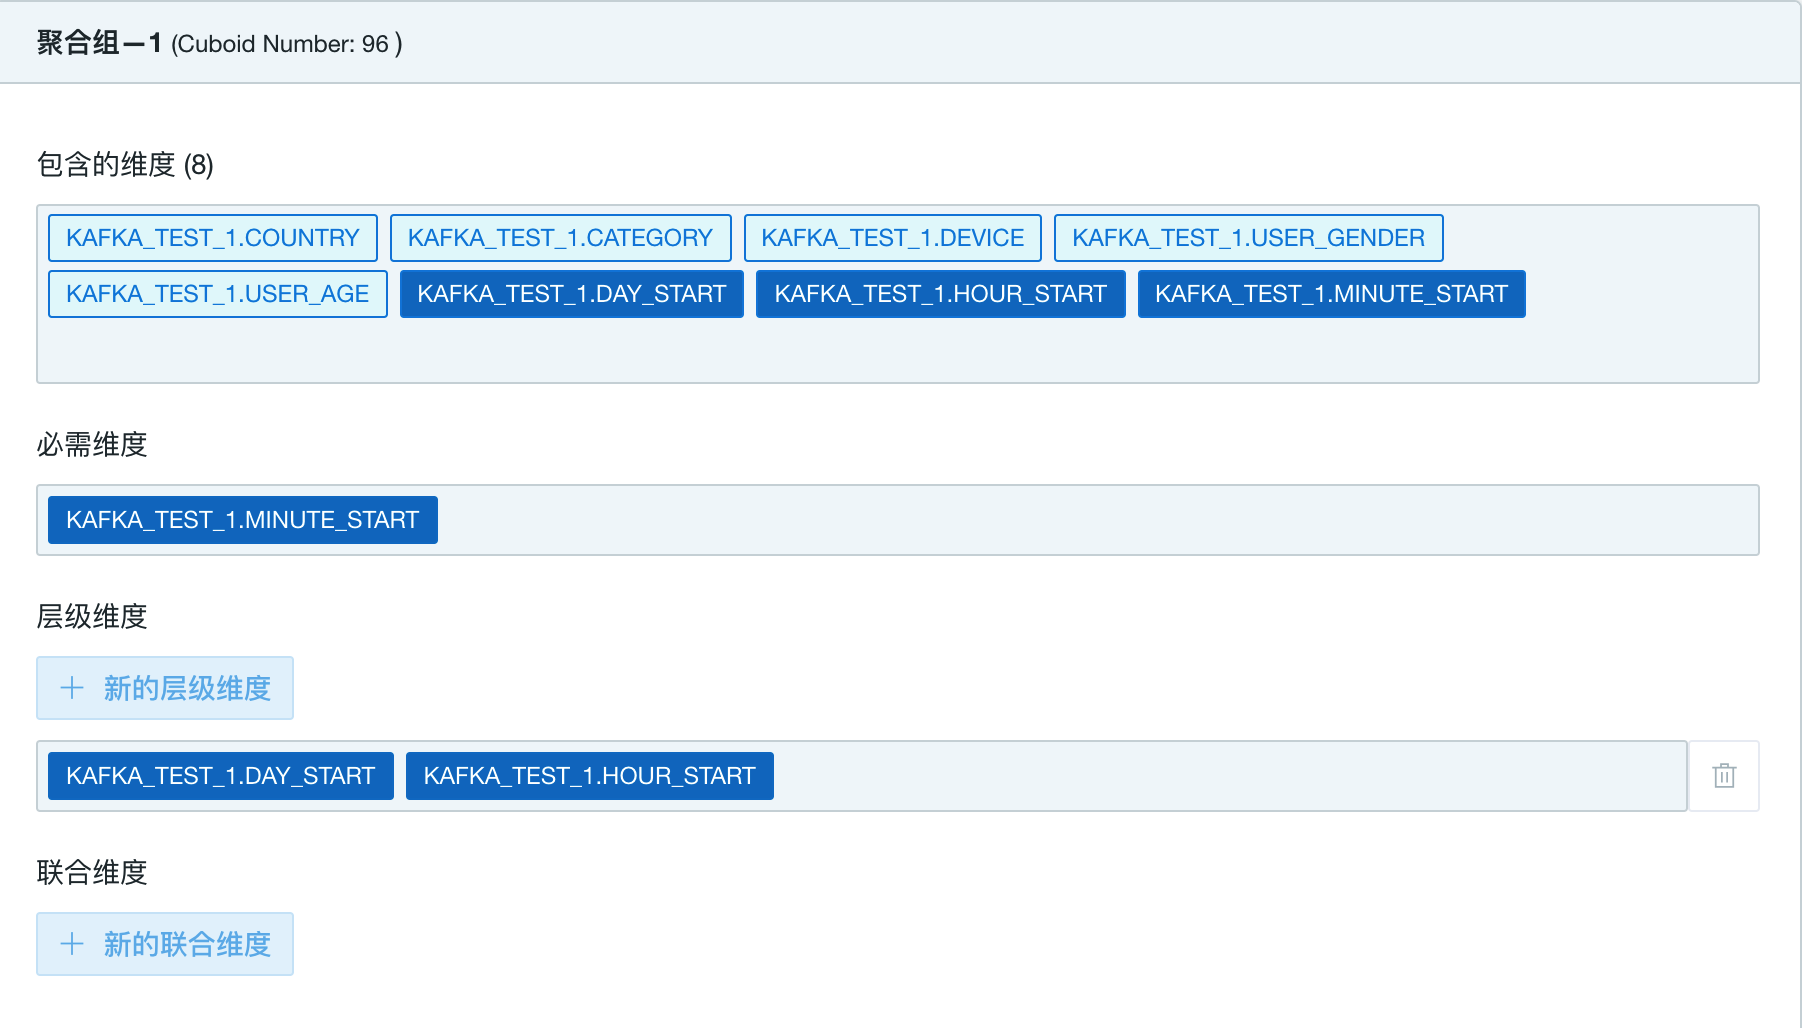 聚合组—1 (Cuboid Number: 96 )
包含的维度 (8)
KAFKA_TEST_1.COUNTRY KAFKA_TEST_1.CATEGORY KAFKA_TEST_1.DEVICE KAFKA_TEST_1.USER_GENDER
KAFKA_TEST_1.USER_AGE KAFKA_TEST_1.DAY_START KAFKA_TEST_1.HOUR_START KAFKA_TEST_1.MINUTE_START
必需维度
KAFKA_TEST_1.MINUTE_START
层级维度
新的层级维度
KAFKA_TEST_1.DAY_START KAFKA_TEST_1.HOUR_START
联合维度
新的联合维度